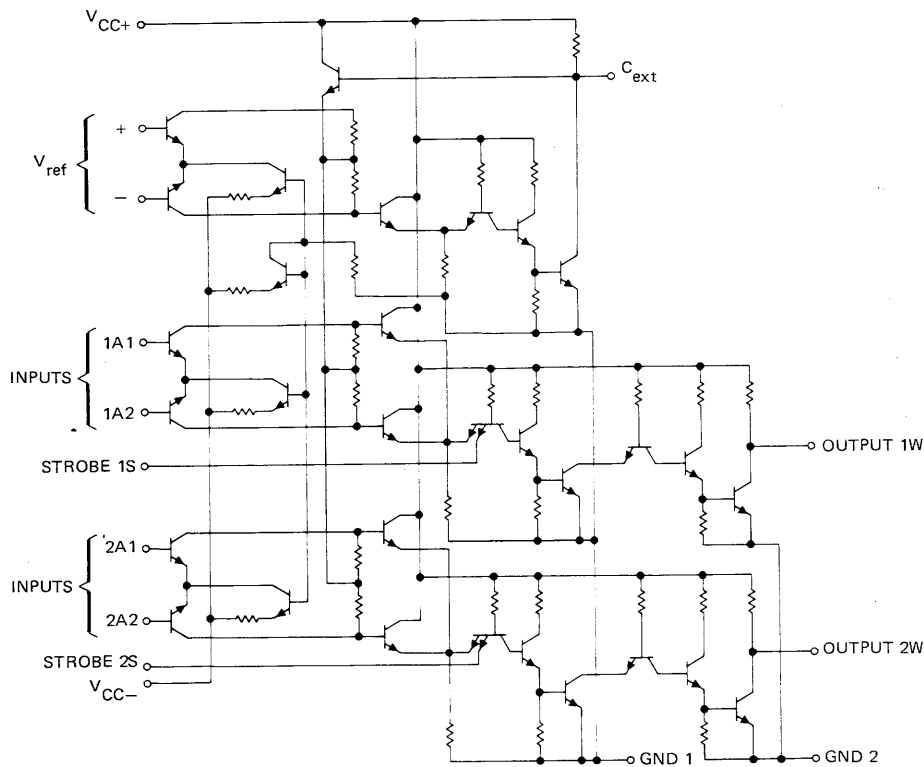 VCC+
Cext
+
Vref
−
1A1
INPUTS
1A2
OUTPUT 1W
STROBE 1S
2A1
INPUTS
2A2
OUTPUT 2W
STROBE 2S
VCC−
GND 1
GND 2